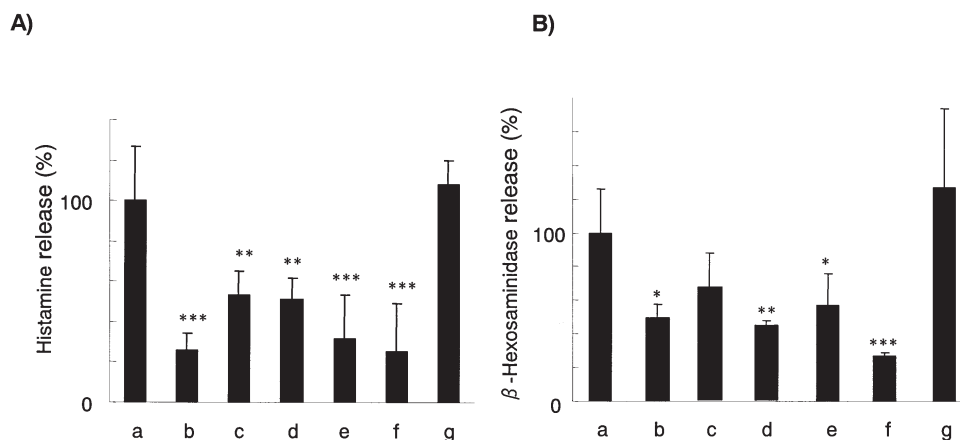 A)
Histamine release (%)
100
0
**
**
***
***
***
a b c d e f g
B)
β-Hexosaminidase release (%)
100
0
*
*
**
***
a b c d e f g